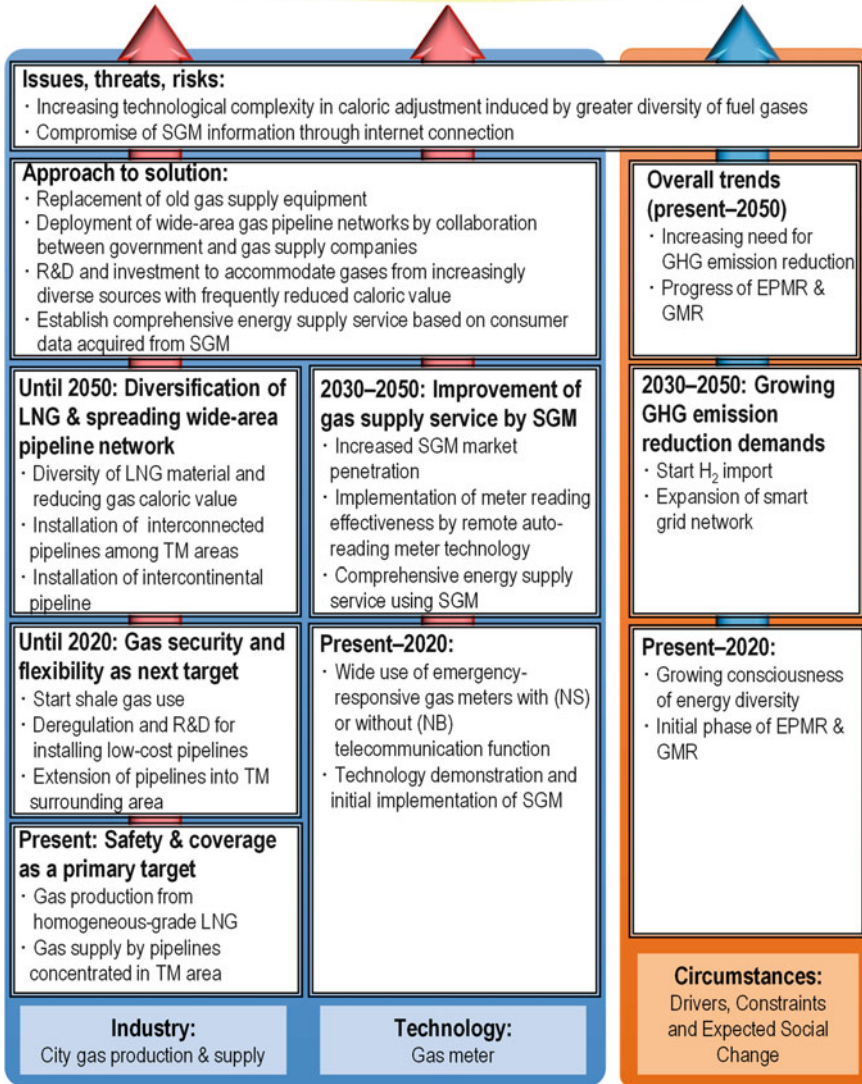 Issues, threats, risks:
· Increasing technological complexity in caloric adjustment induced by greater diversity of fuel gases
· Compromise of SGM information through internet connection
Approach to solution:
· Replacement of old gas supply equipment
· Deployment of wide-area gas pipeline networks by collaboration
between government and gas supply companies
· R&D and investment to accommodate gases from increasingly
diverse sources with frequently reduced caloric value
· Establish comprehensive energy supply service based on consumer
data acquired from SGM
Overall trends
(present–2050)
· Increasing need for
GHG emission reduction
· Progress of EPMR &
GMR
Until 2050: Diversification of
LNG & spreading wide-area
pipeline network
· Diversity of LNG material and
reducing gas caloric value
· Installation of interconnected
pipelines among TM areas
· Installation of intercontinental
pipeline
2030–2050: Improvement of
gas supply service by SGM
· Increased SGM market
penetration
· Implementation of meter reading
effectiveness by remote auto-
reading meter technology
· Comprehensive energy supply
service using SGM
2030–2050: Growing
GHG emission
reduction demands
· Start H₂ import
· Expansion of smart
grid network
Until 2020: Gas security and
flexibility as next target
· Start shale gas use
· Deregulation and R&D for
installing low-cost pipelines
· Extension of pipelines into TM
surrounding area
Present–2020:
· Wide use of emergency-
responsive gas meters with (NS)
or without (NB)
telecommunication function
· Technology demonstration and
initial implementation of SGM
Present–2020:
· Growing consciousness
of energy diversity
· Initial phase of EPMR &
GMR
Present: Safety & coverage
as a primary target
· Gas production from
homogeneous-grade LNG
· Gas supply by pipelines
concentrated in TM area
Industry:
City gas production & supply
Technology:
Gas meter
Circumstances:
Drivers, Constraints
and Expected Social
Change